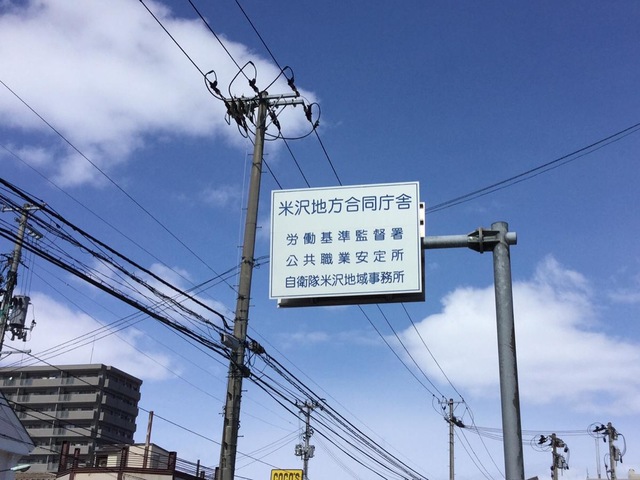 米沢地方合同庁舎
労働基準監督署
公共職業安定所
自衛隊米沢地域事務所
COCO'S